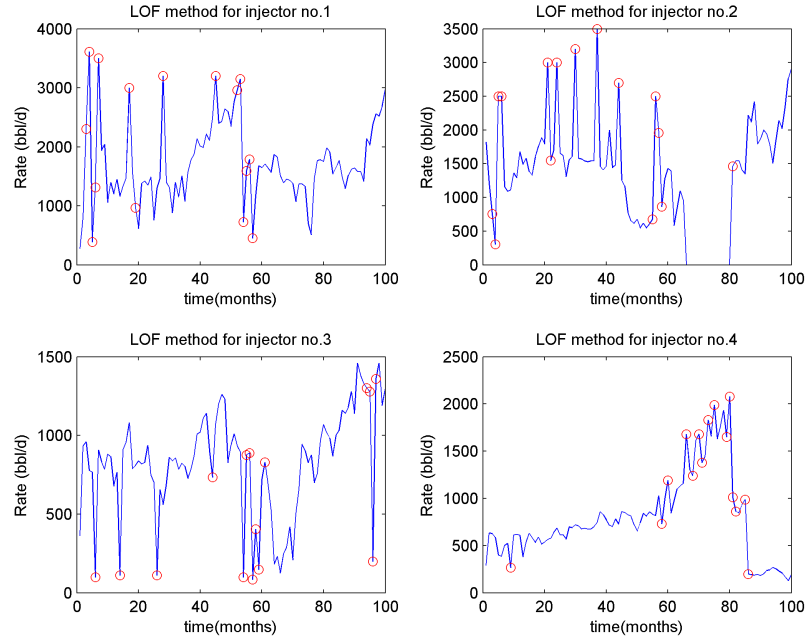 LOF method for injector no.1
4000
3000
2000
1000
0
Rate (bbl/d)
0 20 40 60 80 100
time(months)
LOF method for injector no.2
3500
3000
2500
2000
1500
1000
500
0
Rate (bbl/d)
0 20 40 60 80 100
time(months)
LOF method for injector no.3
1500
1000
500
0
Rate (bbl/d)
0 20 40 60 80 100
time(months)
LOF method for injector no.4
2500
2000
1500
1000
500
0
Rate (bbl/d)
0 20 40 60 80 100
time(months)